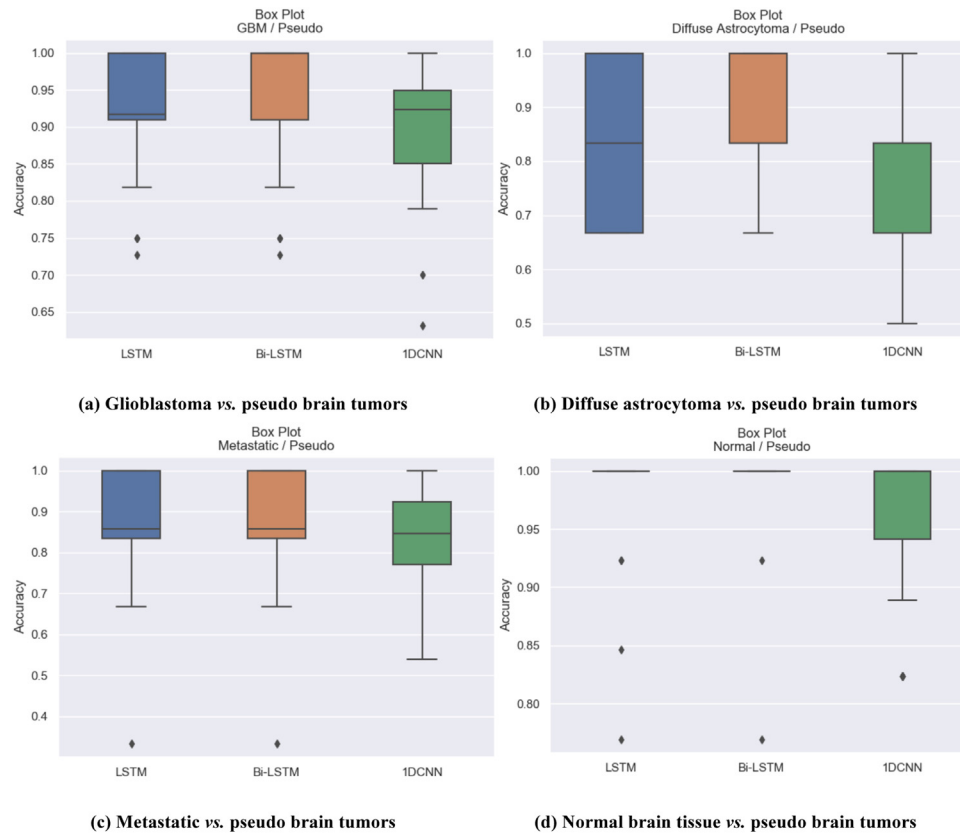 Box Plot
GBM / Pseudo
1.00
0.95
0.90
0.85
0.80
0.75
0.70
0.65
Accuracy
LSTM
Bi-LSTM
1DCNN
(a) Glioblastoma vs. pseudo brain tumors
Box Plot
Diffuse Astrocytoma / Pseudo
1.0
0.9
0.8
0.7
0.6
0.5
Accuracy
LSTM
Bi-LSTM
1DCNN
(b) Diffuse astrocytoma vs. pseudo brain tumors
Box Plot
Metastatic / Pseudo
1.0
0.9
0.8
0.7
0.6
0.5
0.4
Accuracy
LSTM
Bi-LSTM
1DCNN
(c) Metastatic vs. pseudo brain tumors
Box Plot
Normal / Pseudo
1.00
0.95
0.90
0.85
0.80
Accuracy
LSTM
Bi-LSTM
1DCNN
(d) Normal brain tissue vs. pseudo brain tumors